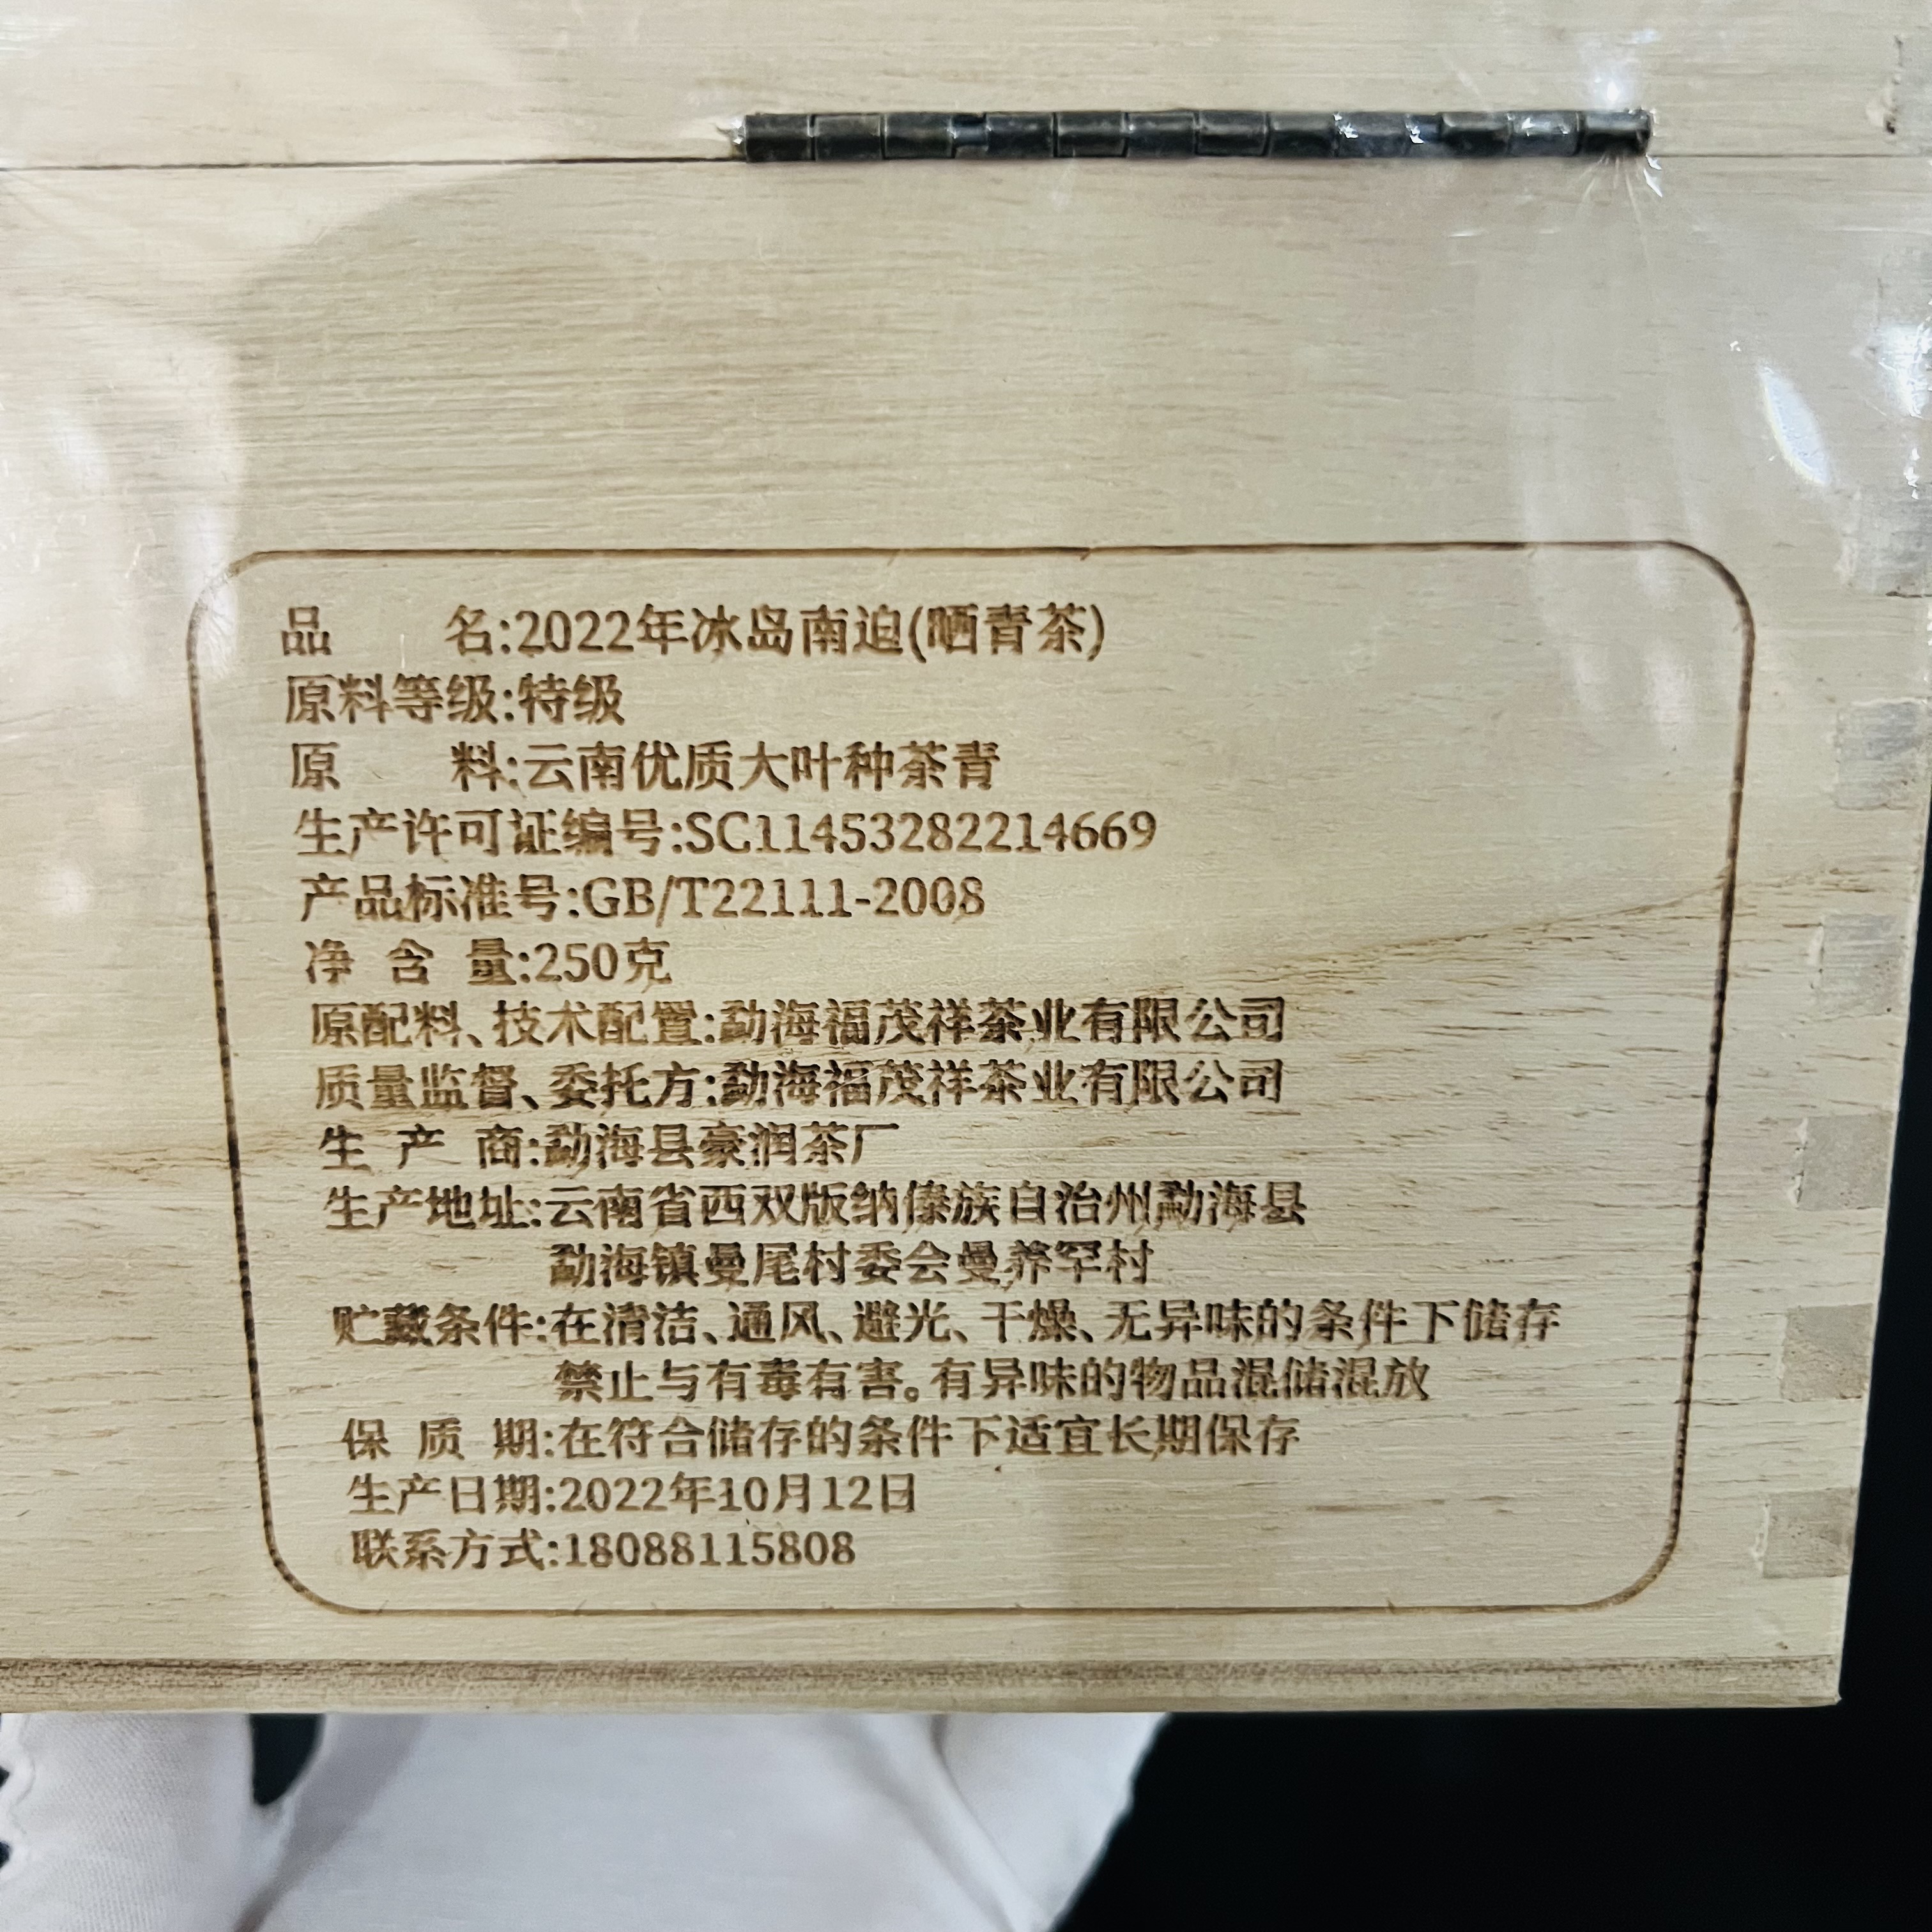 品 名:2022年冰岛南迫(晒青茶)
原料等级:特级
原 料:云南优质大叶种茶青
生产许可证编号:SC11453282214669
产品标准号:GB/T22111-2008
净 含 量:250克
原配料、技术配置:勐海福茂祥茶业有限公司
质量监督、委托方:勐海福茂祥茶业有限公司
生 产 商:勐海县豪润茶厂
生产地址:云南省西双版纳傣族自治州勐海县
勐海镇曼尾村委会曼养罕村
贮藏条件:在清洁、通风、避光、干燥、无异味的条件下储存
禁止与有毒有害。有异味的物品混储混放
保 质 期:在符合储存的条件下适宜长期保存
生产日期:2022年10月12日
联系方式:18088115808